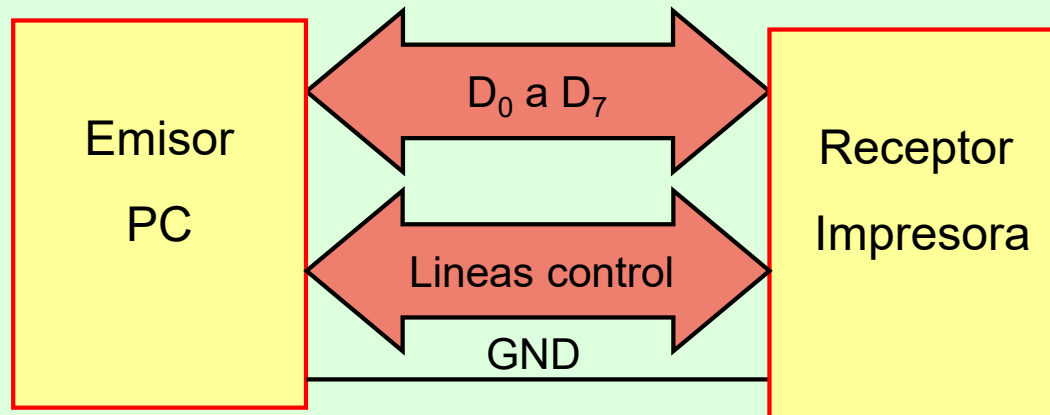 Emisor
PC
D₀ a D₇
Lineas control
GND
Receptor
Impresora